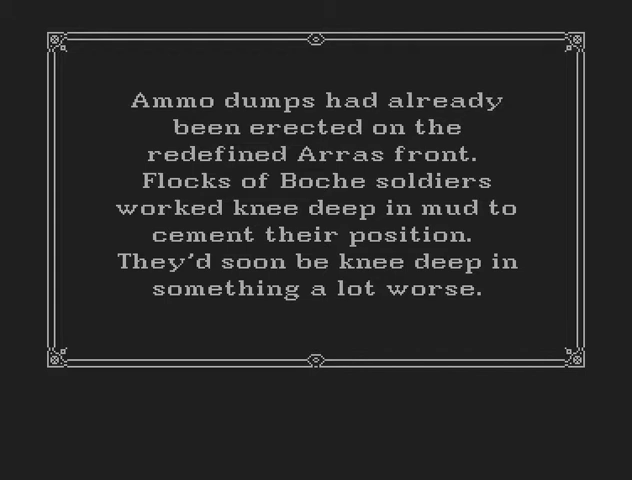 Ammo dumps had already
been erected on the
redefined Arras front.
Flocks of Boche soldiers
worked knee deep in mud to
cement their position.
They'd soon be knee deep in
something a lot worse.